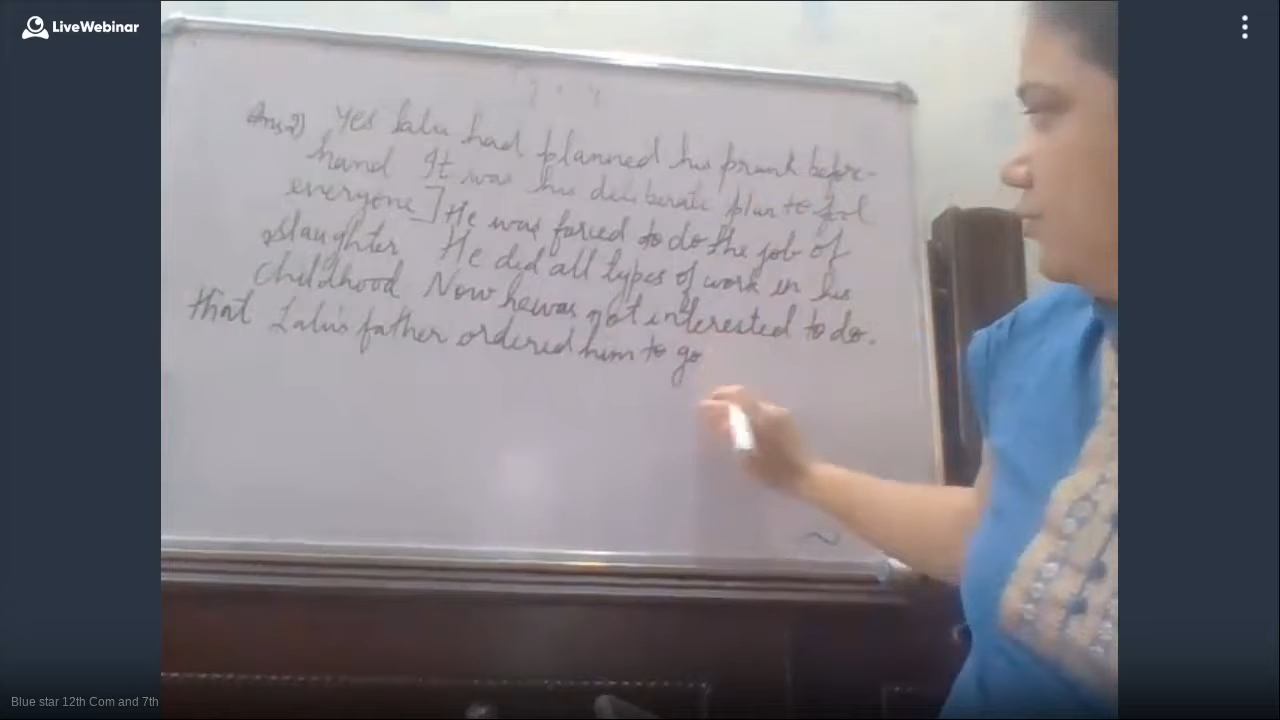 LiveWebinar
Ans2) Yes Lalu had planned his prank before-
hand It was his deliberate plan to fool
everyone] He was forced to do the job of
slaughter He did all types of work in his
childhood Now he was not interested to do.
that Lalu's father ordered him to go
Blue star 12th Com and 7th